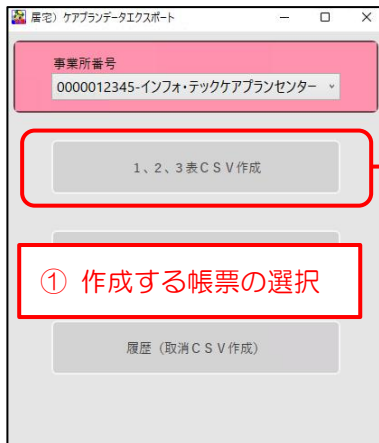 居宅）ケアプランデータエクスポート
事業所番号
0000012345-インフォ・テックケアプランセンター
１、２、３表ＣＳＶ作成
① 作成する帳票の選択
履歴（取消ＣＳＶ作成）